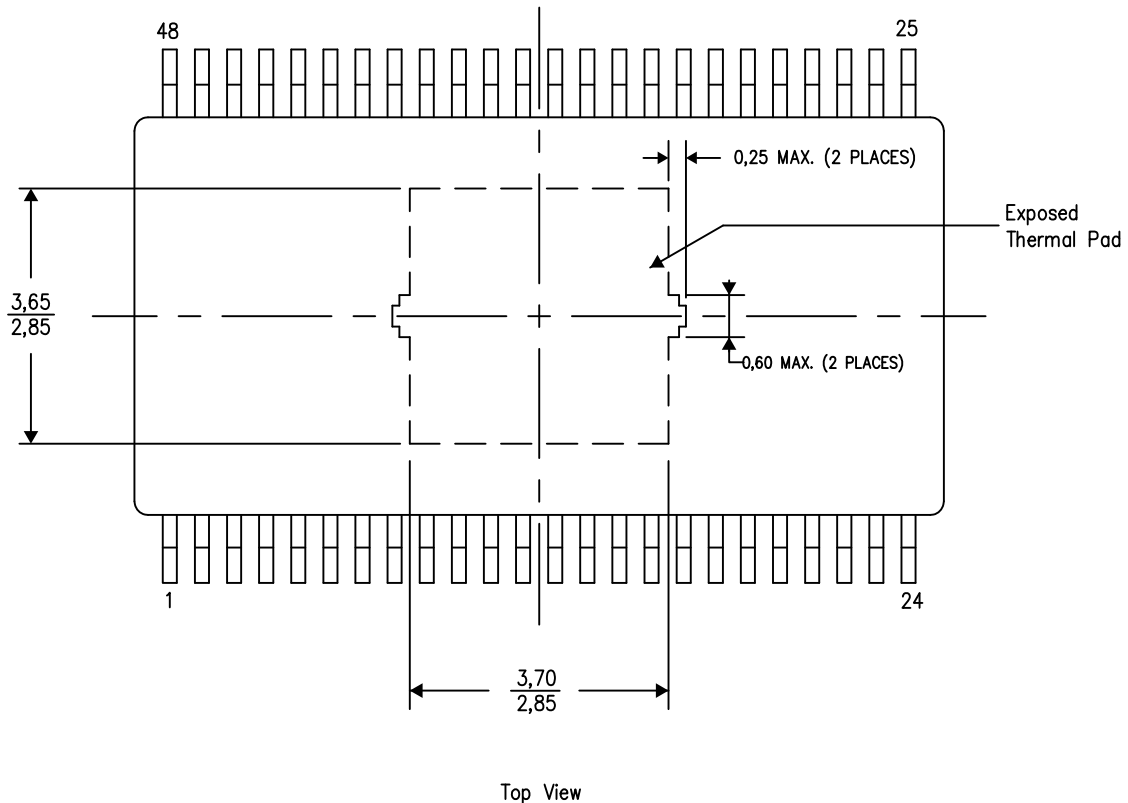 48
25
0,25 MAX. (2 PLACES)
Exposed
Thermal Pad
3,65
2,85
0,60 MAX. (2 PLACES)
1
24
3,70
2,85
Top View